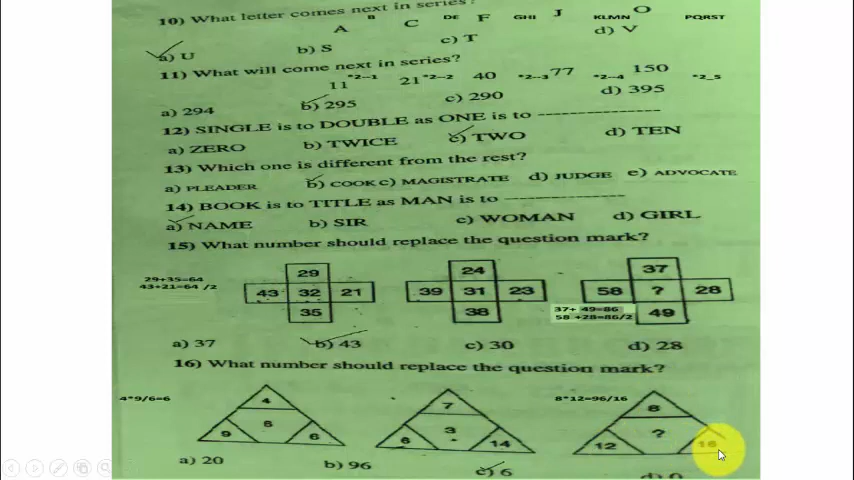 10) What letter comes next in series?
A B C DE F GHI J KLMN O PQRST
a) U b) S c) T d) V
11) What will come next in series?
11 *2--1 21 *2--2 40 *2--3 77 *2--4 150 *2_5
a) 294 b) 295 c) 290 d) 395
12) SINGLE is to DOUBLE as ONE is to --------------
a) ZERO b) TWICE c) TWO d) TEN
13) Which one is different from the rest?
a) PLEADER b) COOK c) MAGISTRATE d) JUDGE e) ADVOCATE
14) BOOK is to TITLE as MAN is to --------------
a) NAME b) SIR c) WOMAN d) GIRL
15) What number should replace the question mark?
29 24 37
29+35=64
43+21=64 /2
43 32 21 39 31 23 58 ? 28
35 38 49
37+ 49=86
58 +28=86/2
a) 37 b) 43 c) 30 d) 28
16) What number should replace the question mark?
4*9/6=6 8*12=96/16
4 7 8
9 6 6 6 3 14 12 ? 16
a) 20 b) 96 c) 6